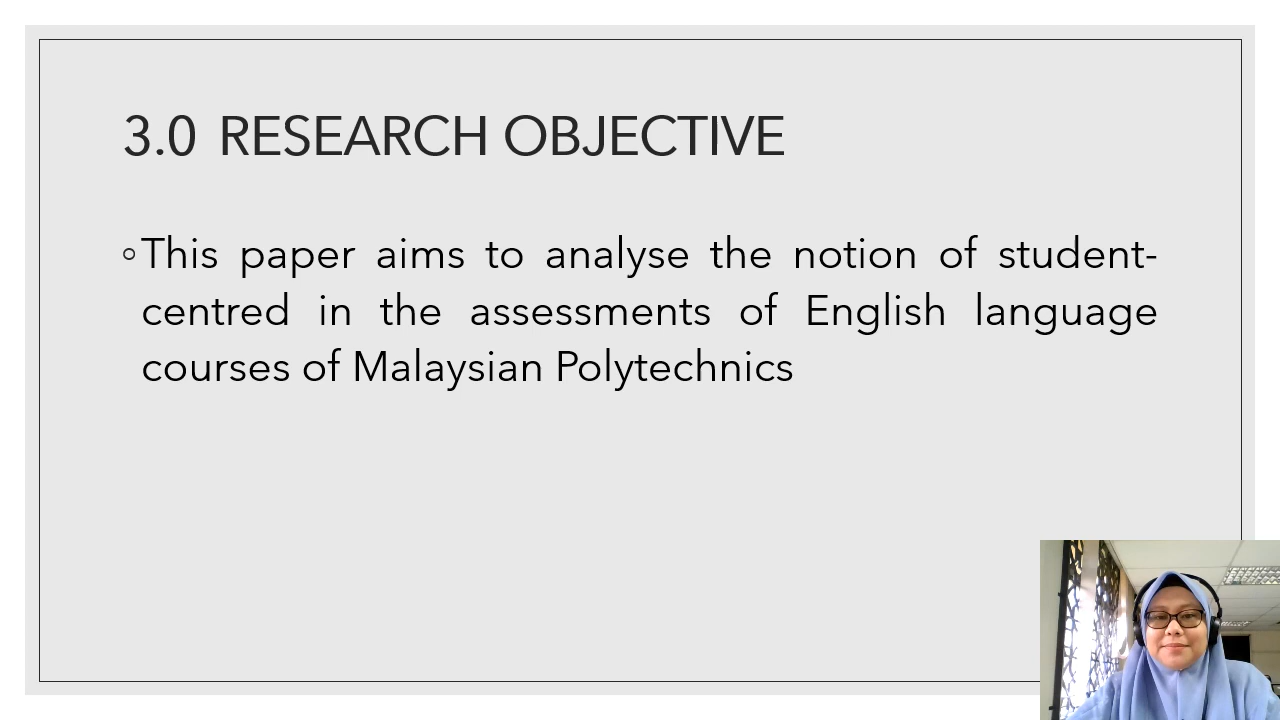 3.0 RESEARCH OBJECTIVE
◦This paper aims to analyse the notion of student-
centred in the assessments of English language
courses of Malaysian Polytechnics